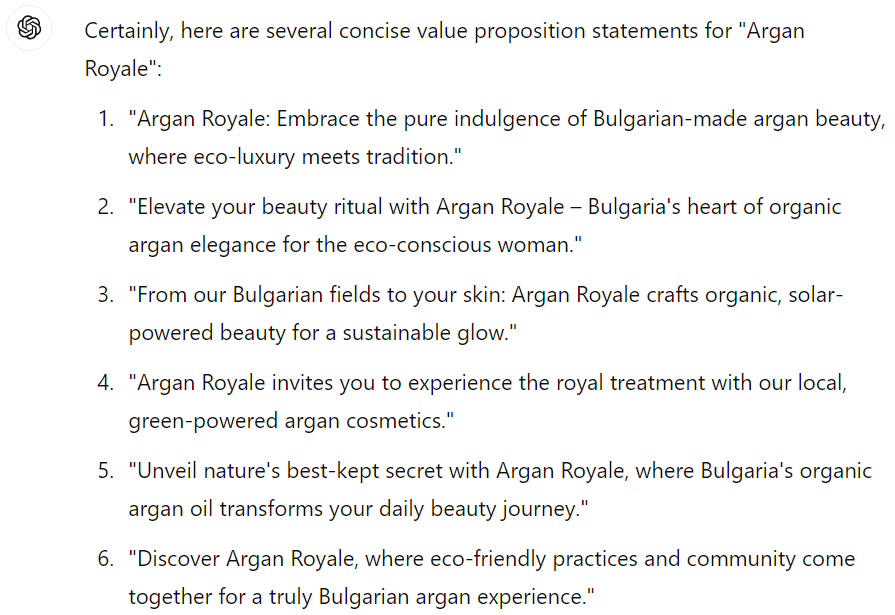 Certainly, here are several concise value proposition statements for "Argan
Royale":
1. "Argan Royale: Embrace the pure indulgence of Bulgarian-made argan beauty,
where eco-luxury meets tradition."
2. "Elevate your beauty ritual with Argan Royale – Bulgaria's heart of organic
argan elegance for the eco-conscious woman."
3. "From our Bulgarian fields to your skin: Argan Royale crafts organic, solar-
powered beauty for a sustainable glow."
4. "Argan Royale invites you to experience the royal treatment with our local,
green-powered argan cosmetics."
5. "Unveil nature's best-kept secret with Argan Royale, where Bulgaria's organic
argan oil transforms your daily beauty journey."
6. "Discover Argan Royale, where eco-friendly practices and community come
together for a truly Bulgarian argan experience."